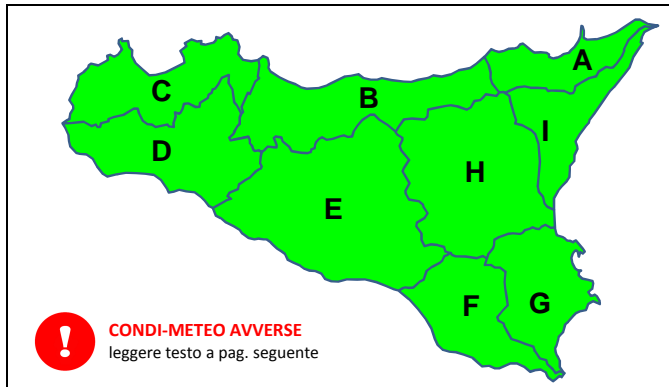 A
C
B
I
D
H
E
F
G
!
CONDI-METEO AVVERSE
leggere testo a pag. seguente